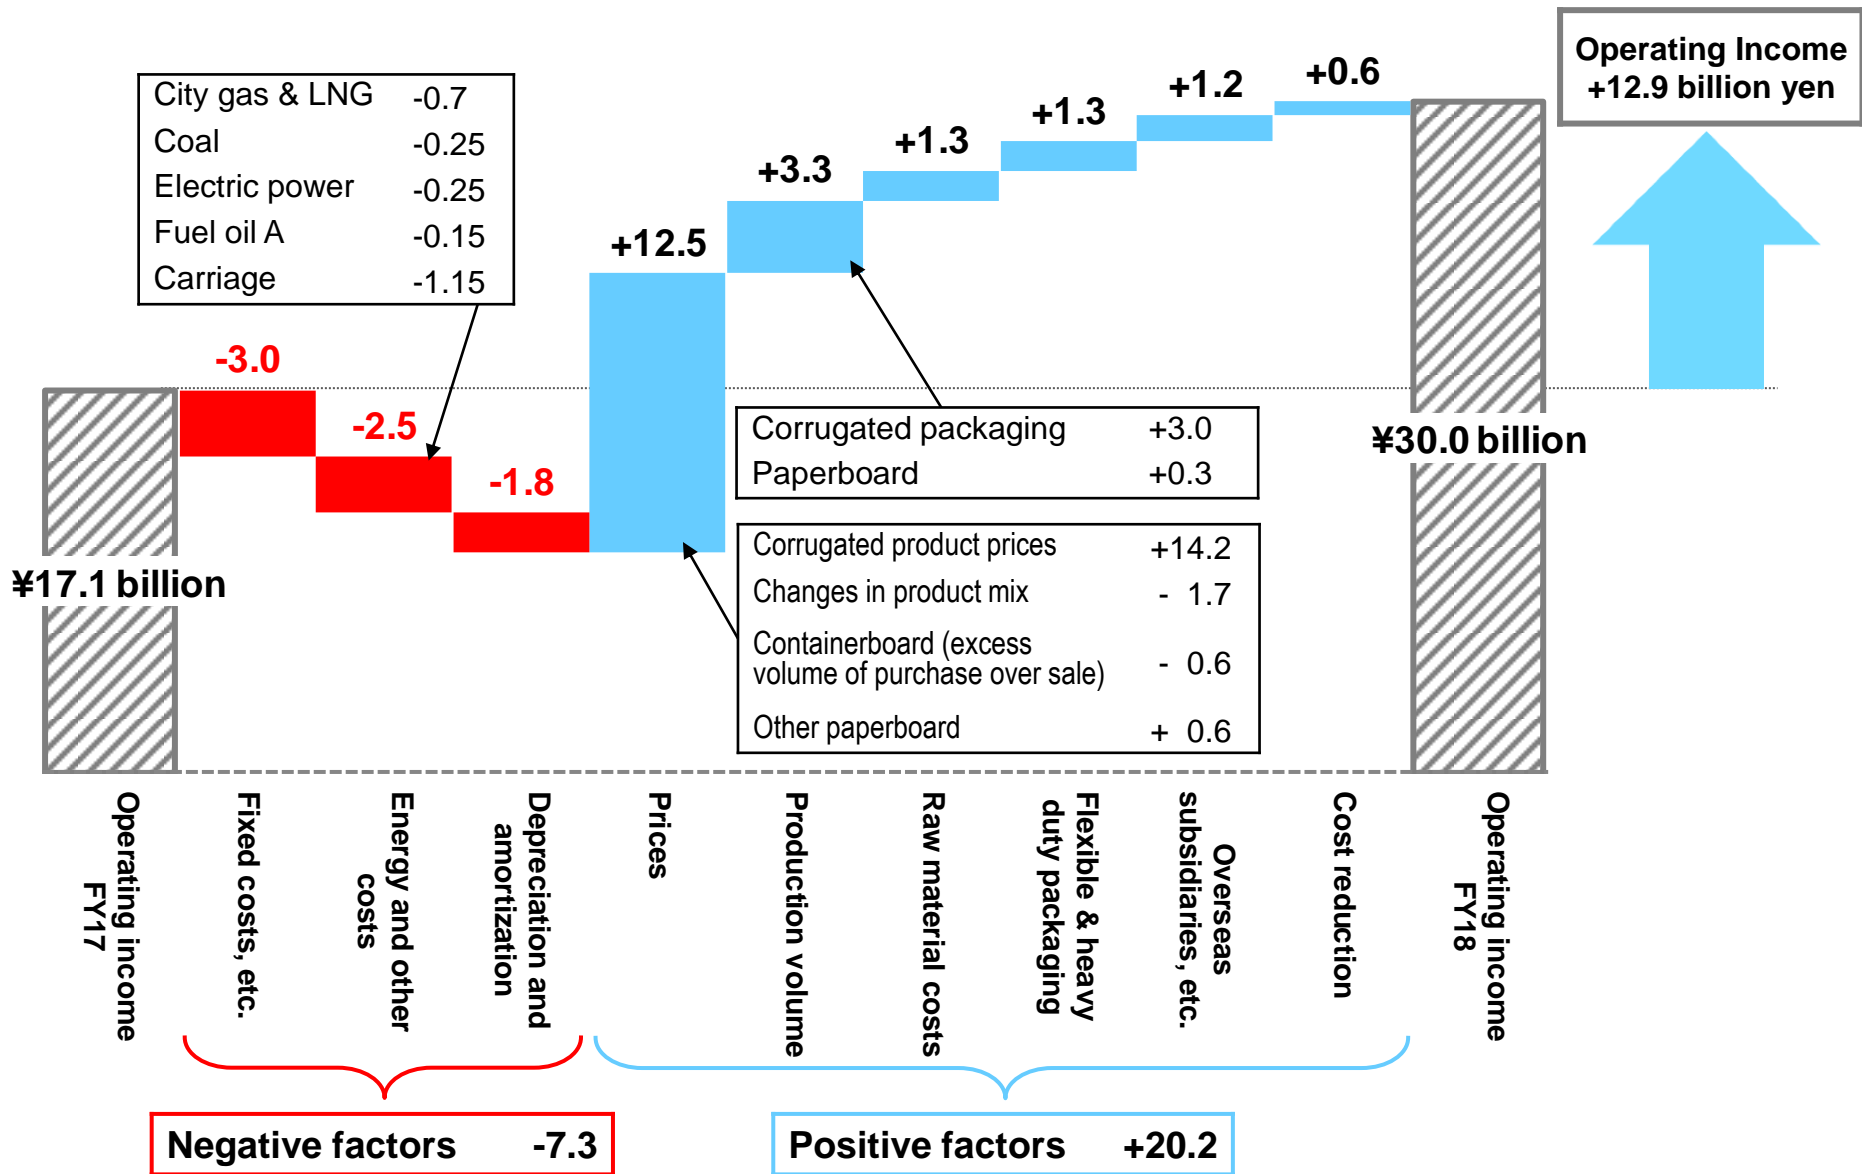 Operating Income
+12.9 billion yen
City gas & LNG -0.7
Coal -0.25
Electric power -0.25
Fuel oil A -0.15
Carriage -1.15
-3.0
-2.5
-1.8
+12.5
+3.3
+1.3
+1.3
+1.2
+0.6
¥17.1 billion
¥30.0 billion
Corrugated packaging +3.0
Paperboard +0.3
Corrugated product prices +14.2
Changes in product mix - 1.7
Containerboard (excess
volume of purchase over sale) - 0.6
Other paperboard + 0.6
Operating income
FY17
Fixed costs, etc.
Energy and other
costs
Depreciation and
amortization
Prices
Production volume
Raw material costs
Flexible & heavy
duty packaging
Overseas
subsidiaries, etc.
Cost reduction
Operating income
FY18
Negative factors -7.3
Positive factors +20.2